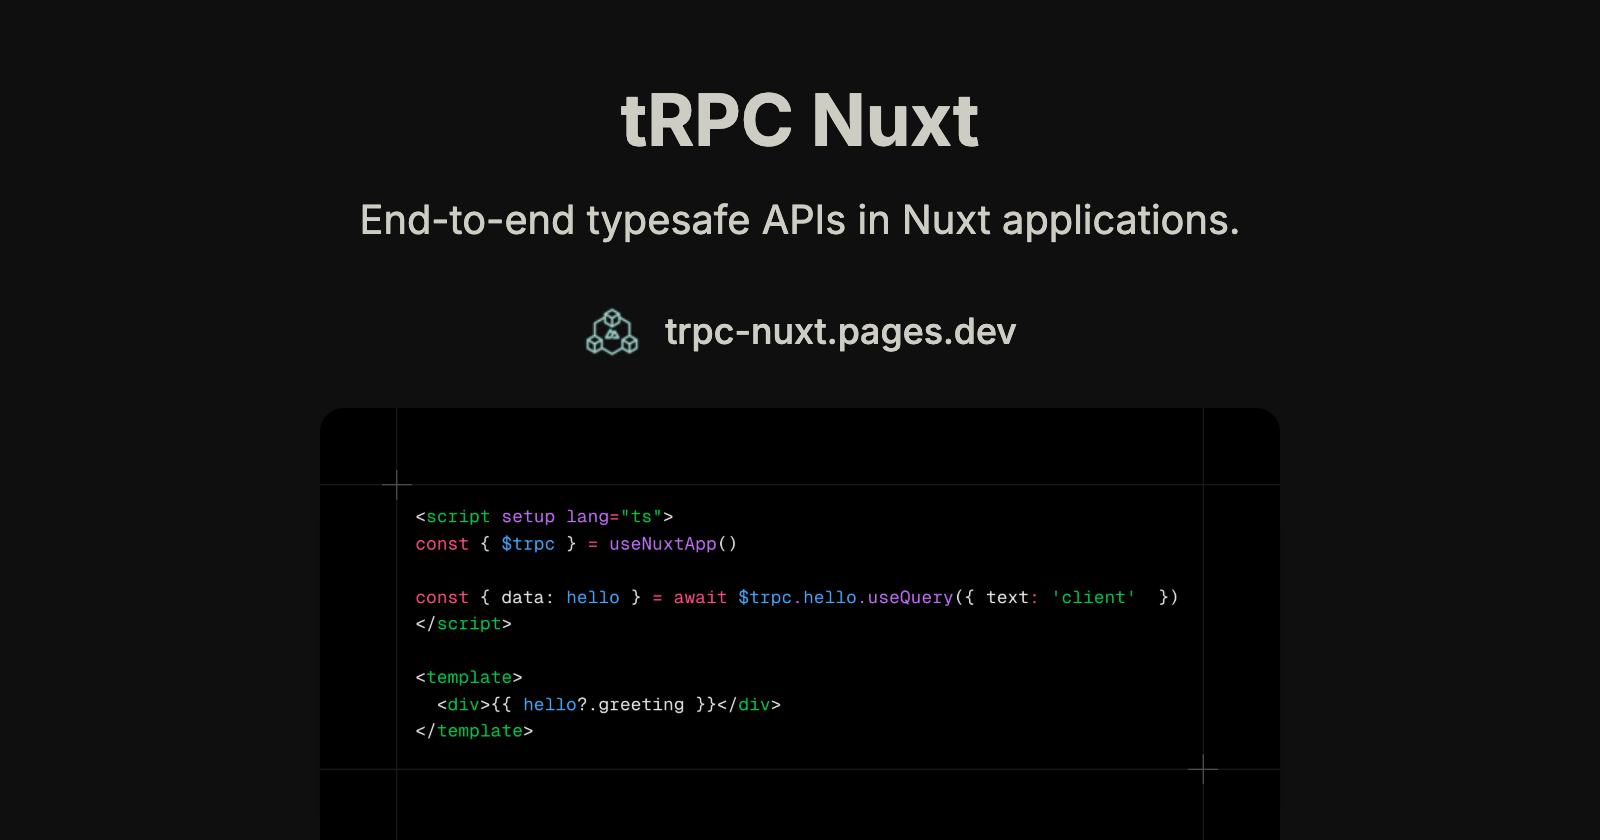 tRPC Nuxt
End-to-end typesafe APIs in Nuxt applications.
trpc-nuxt.pages.dev
<script setup lang="ts">
const { $trpc } = useNuxtApp()
const { data: hello } = await $trpc.hello.useQuery({ text: 'client'  })
</script>
<template>
  <div>{{ hello?.greeting }}</div>
</template>